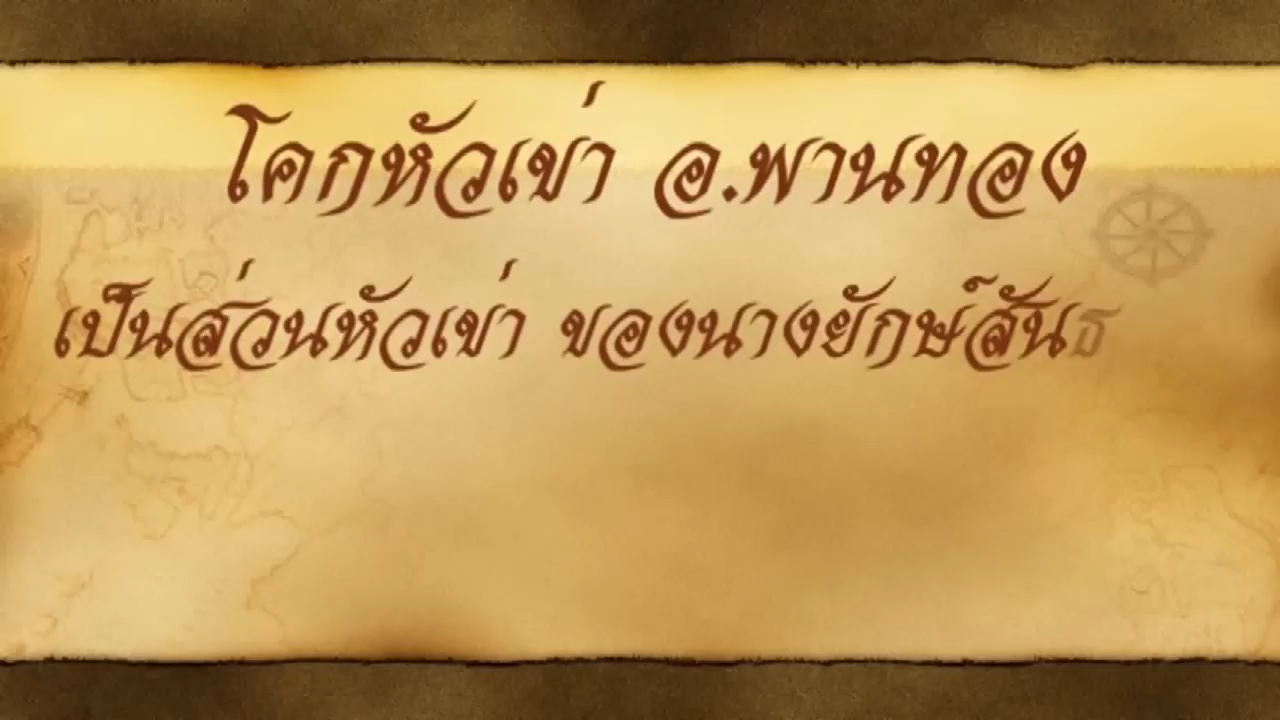 โคกหัวเข่า อ.พานทอง
เป็นส่วนหัวเข่า ของนางยักษ์สันธ